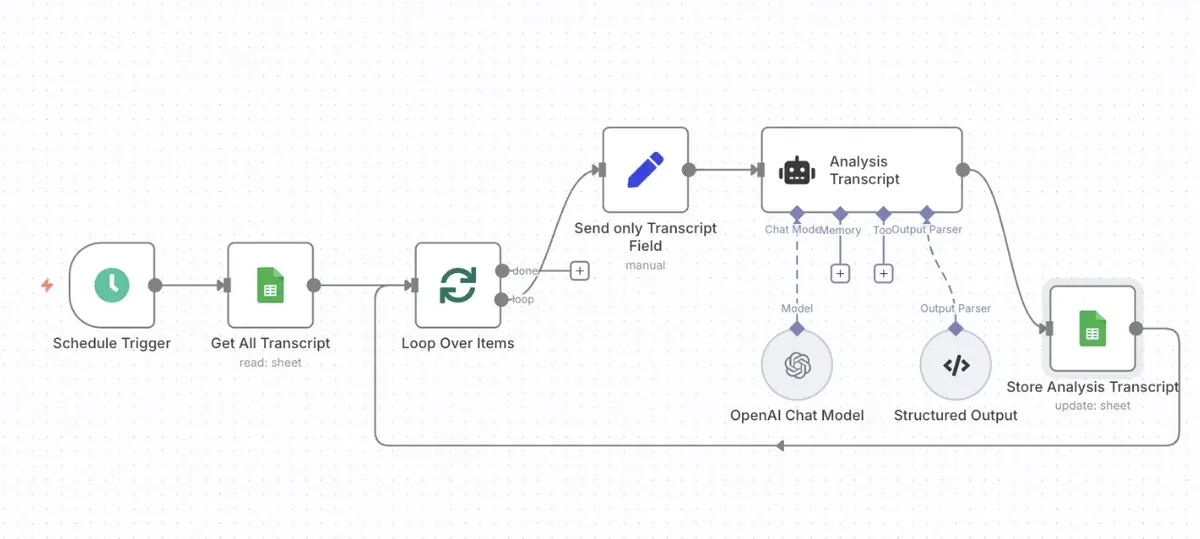 Analysis
Transcript
Send only Transcript
Field
manual
Chat Mode
Memory
Too
Output Parser
done
loop
Model
Output Parser
Schedule Trigger
Get All Transcript
read: sheet
Loop Over Items
OpenAI Chat Model
Structured Output
Store Analysis Transcript
update: sheet